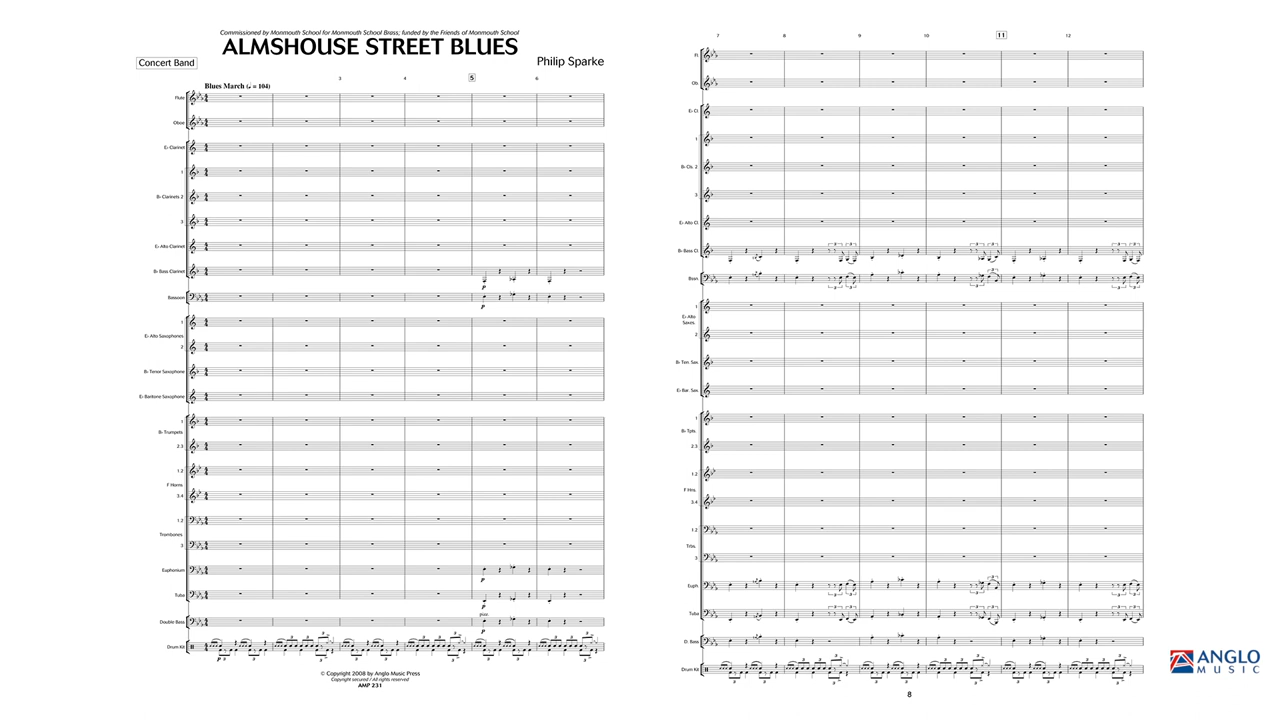 Commissioned by Monmouth School for Monmouth School Brass; funded by the Friends of Monmouth School
ALMSHOUSE STREET BLUES
Concert Band
Philip Sparke
Blues March (♩ = 104)
3
4
5
6
Flute
Oboe
E♭ Clarinet
1
B♭ Clarinets 2
3
E♭ Alto Clarinet
B♭ Bass Clarinet
p
Bassoon
p
1
E♭ Alto Saxophones
2
B♭ Tenor Saxophone
E♭ Baritone Saxophone
1
B♭ Trumpets
2.3
1.2
F Horns
3.4
1.2
Trombones
3
Euphonium
p
Tuba
p
pizz.
Double Bass
p
Drum Kit
p
© Copyright 2008 by Anglo Music Press
Copyright secured / All rights reserved
AMP 231
7
8
9
10
11
12
Fl.
Ob.
E♭ Cl.
1
B♭ Cls. 2
3
E♭ Alto Cl.
B♭ Bass Cl.
Bssn.
1
E♭ Alto
Saxes.
2
B♭ Ten. Sax.
E♭ Bar. Sax.
1
B♭ Tpts.
2.3
1.2
F Hns.
3.4
1.2
Trbs.
3
Euph.
Tuba
D. Bass
Drum Kit
8
ANGLO
MUSIC